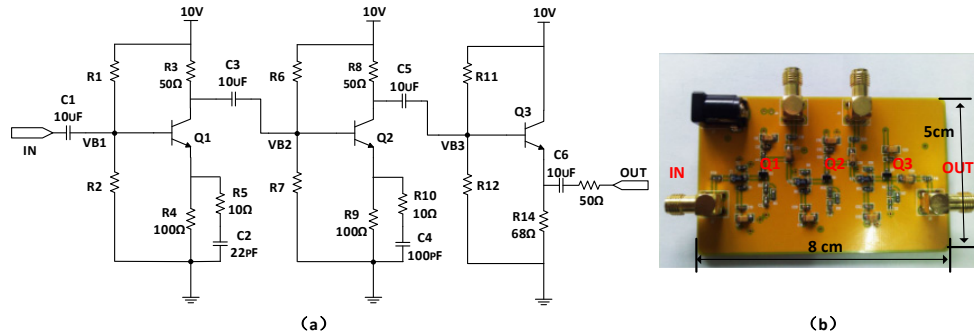 10V
10V
10V
R1
R3
50Ω
C3
10UF
R6
R8
50Ω
C5
10UF
R11
C1
10UF
IN
VB1
Q1
VB2
Q2
VB3
Q3
R2
R5
10Ω
R4
100Ω
C2
22PF
R7
R10
10Ω
R9
100Ω
C4
100PF
R12
C6
10UF
OUT
50Ω
R14
68Ω
(a)
IN
Q1
Q2
Q3
OUT
5cm
8 cm
(b)